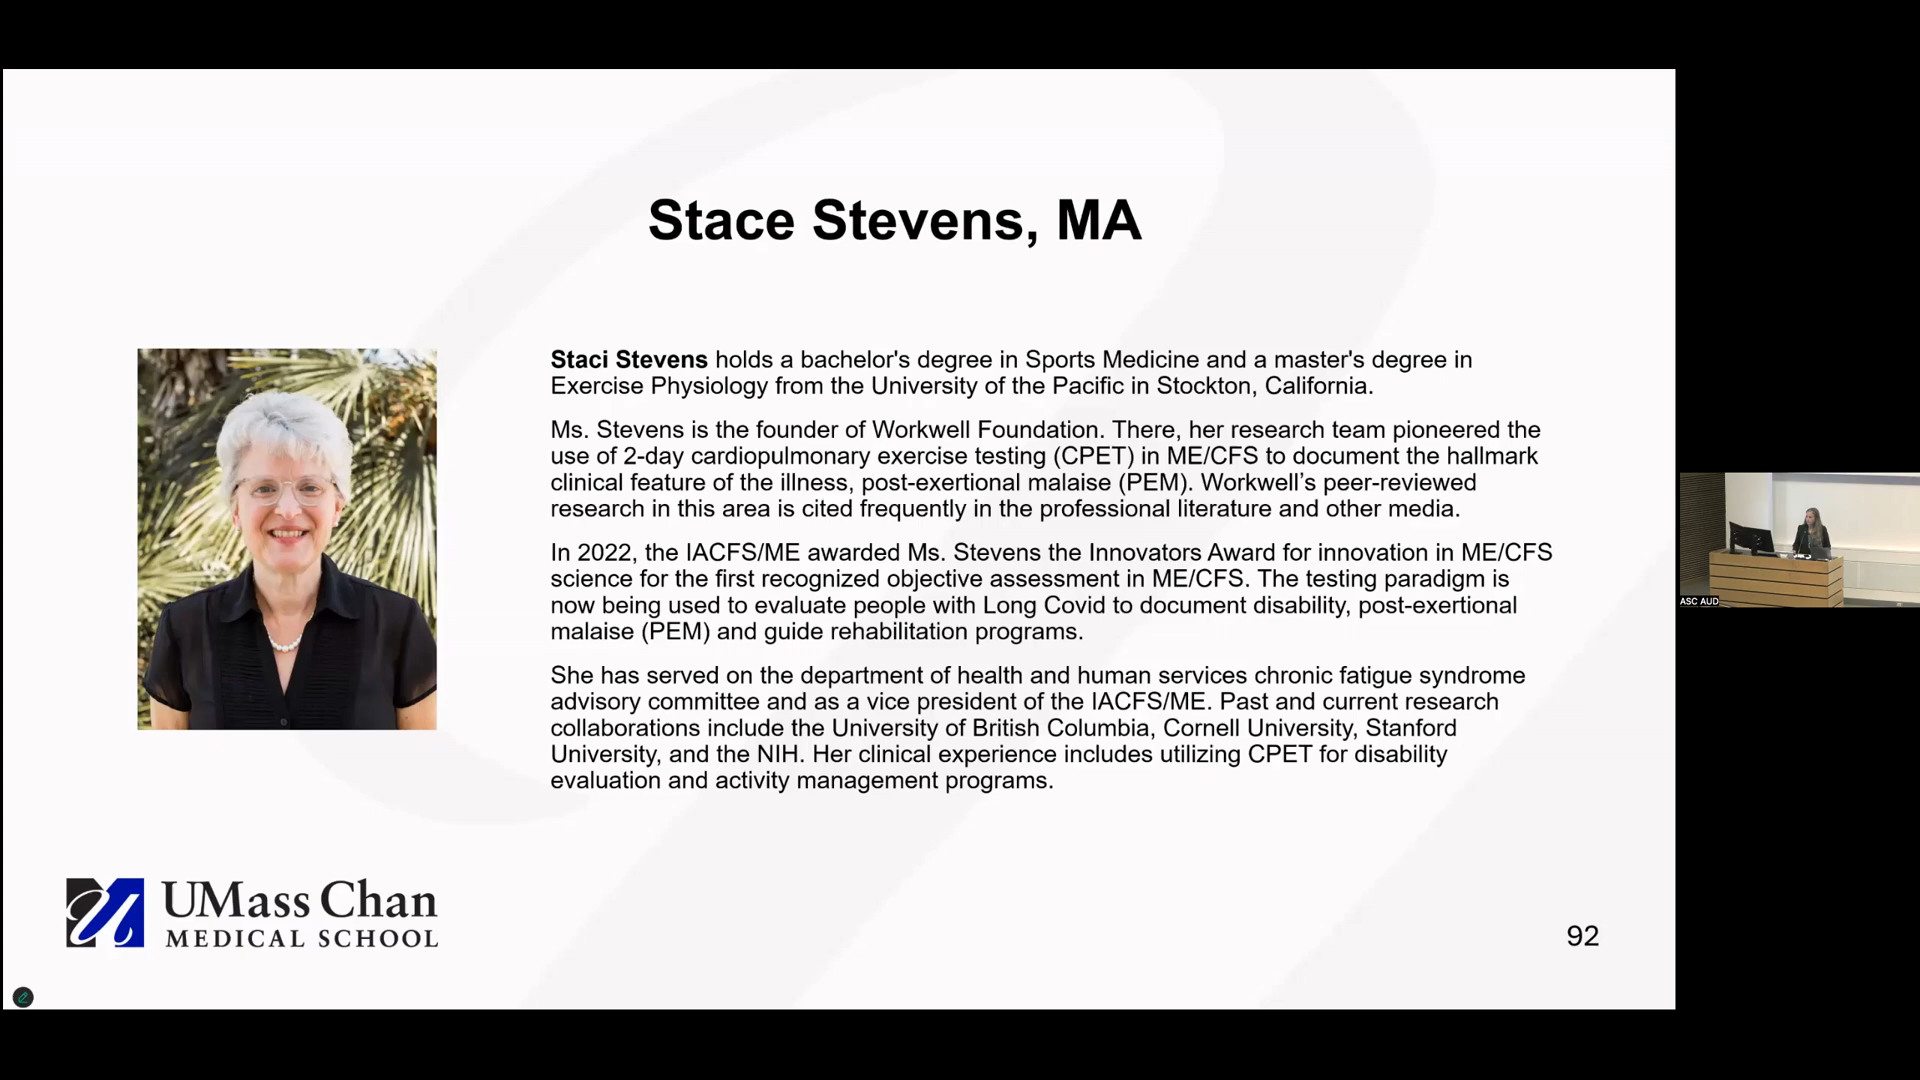 Stace Stevens, MA
Staci Stevens holds a bachelor's degree in Sports Medicine and a master's degree in
Exercise Physiology from the University of the Pacific in Stockton, California.
Ms. Stevens is the founder of Workwell Foundation. There, her research team pioneered the
use of 2-day cardiopulmonary exercise testing (CPET) in ME/CFS to document the hallmark
clinical feature of the illness, post-exertional malaise (PEM). Workwell’s peer-reviewed
research in this area is cited frequently in the professional literature and other media.
In 2022, the IACFS/ME awarded Ms. Stevens the Innovators Award for innovation in ME/CFS
science for the first recognized objective assessment in ME/CFS. The testing paradigm is
now being used to evaluate people with Long Covid to document disability, post-exertional
malaise (PEM) and guide rehabilitation programs.
She has served on the department of health and human services chronic fatigue syndrome
advisory committee and as a vice president of the IACFS/ME. Past and current research
collaborations include the University of British Columbia, Cornell University, Stanford
University, and the NIH. Her clinical experience includes utilizing CPET for disability
evaluation and activity management programs.
UMass Chan
MEDICAL SCHOOL
92
ASC AUD